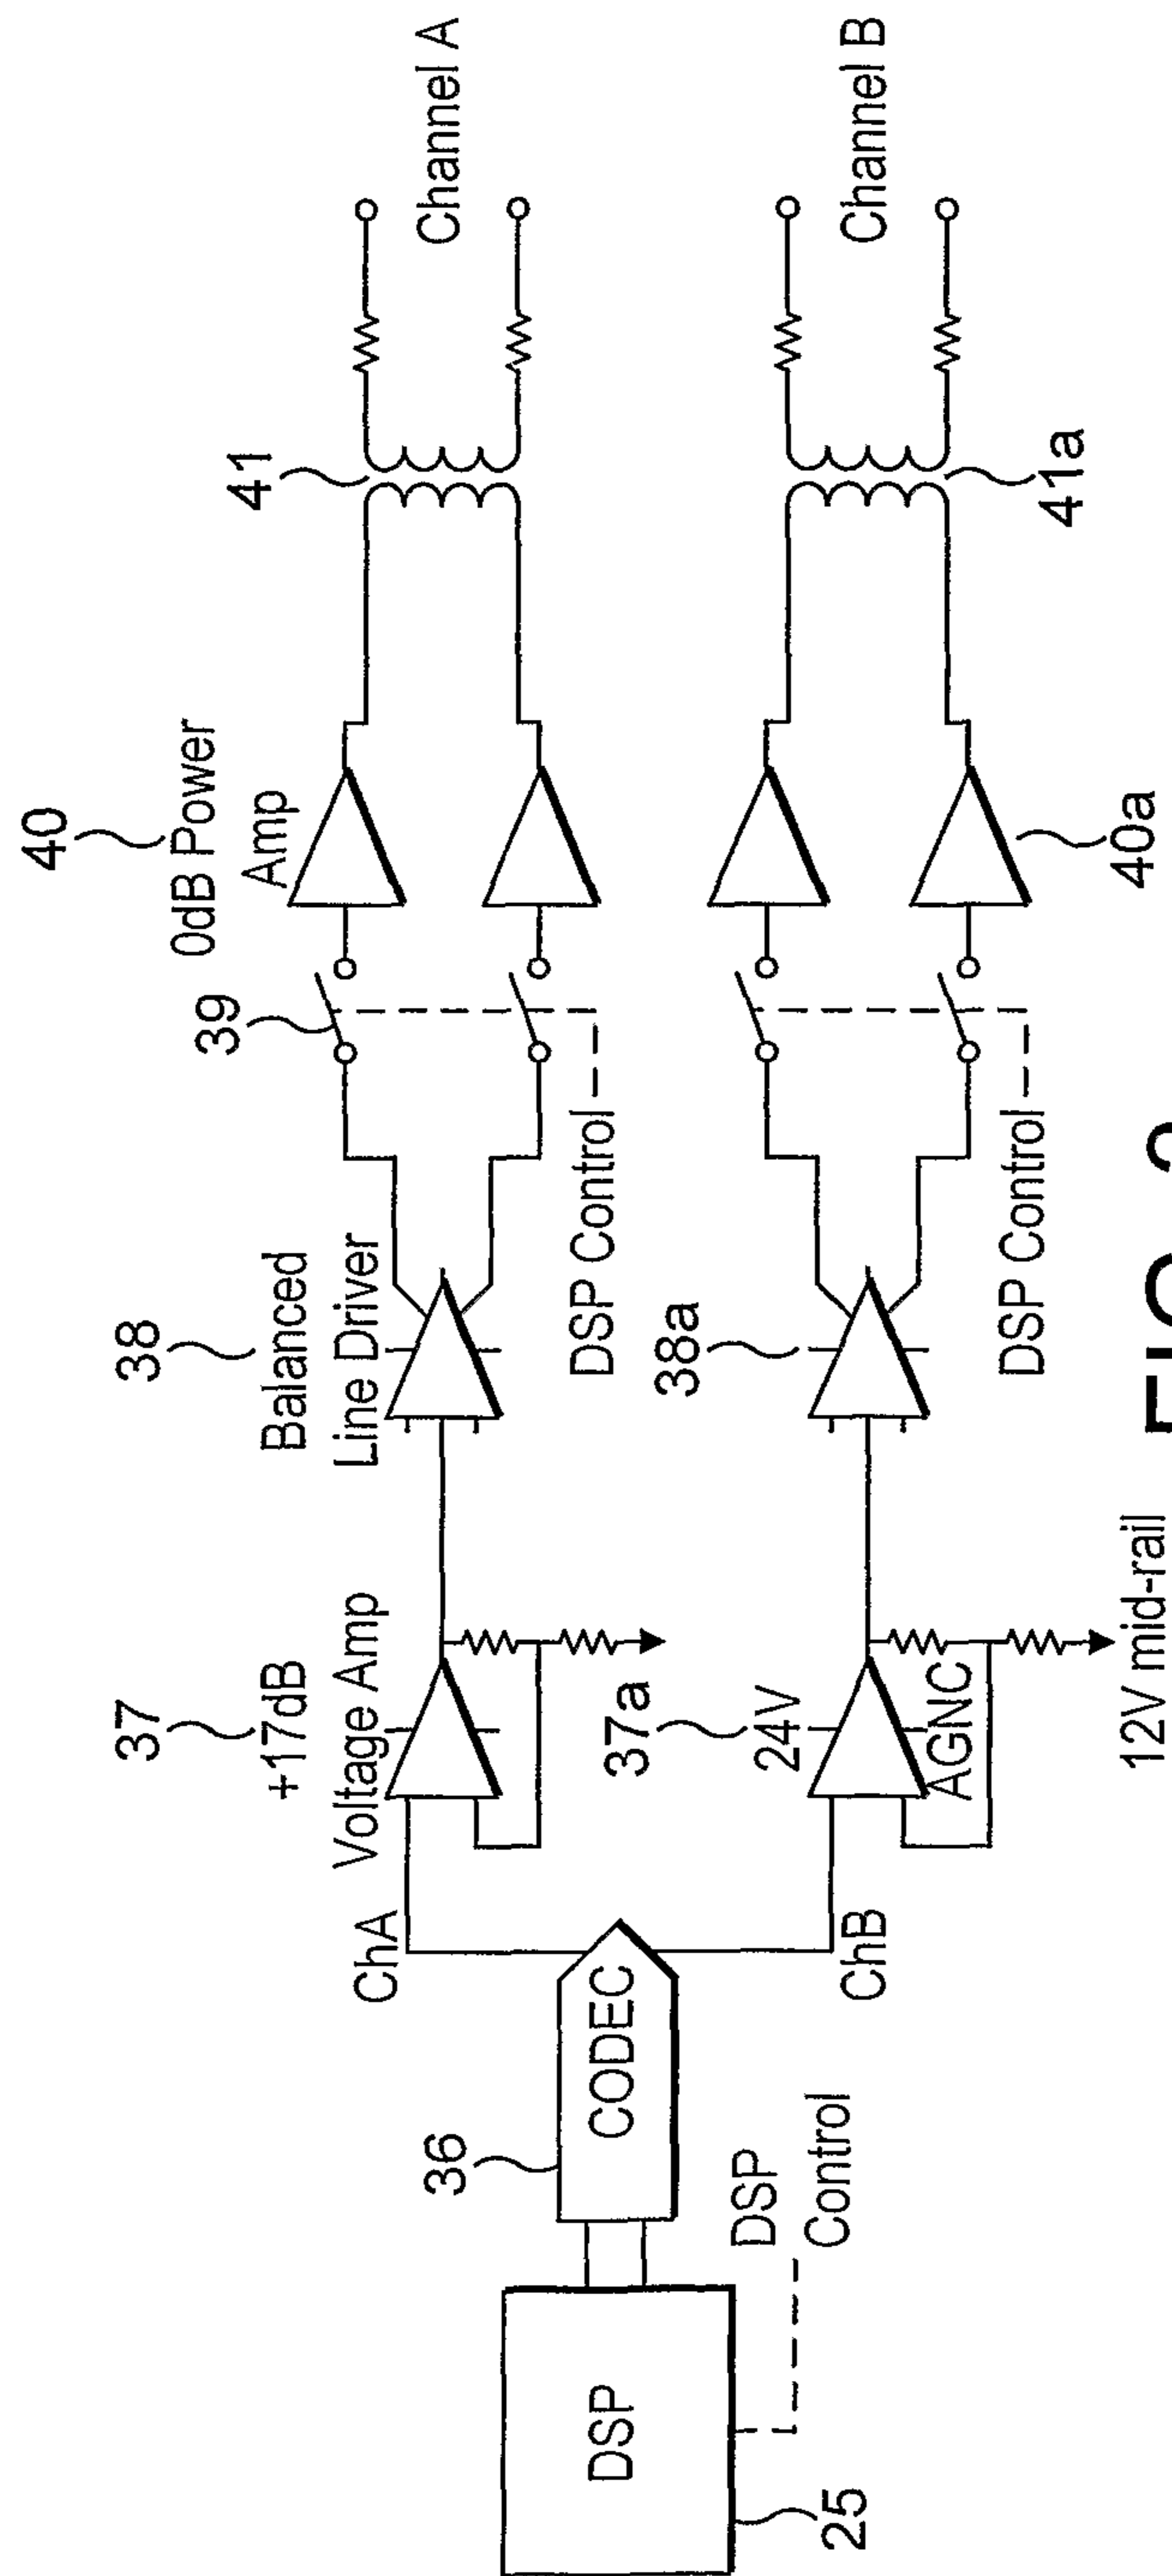 40
0dB Power
Amp
41
Channel A
39
38
Balanced
Line Driver
37
+17dB
Voltage Amp
ChA
DSP Control
36
CODEC
DSP
25
DSP
Control
ChB
37a
24V
AGNC
12V mid-rail
38a
DSP Control
40a
41a
Channel B